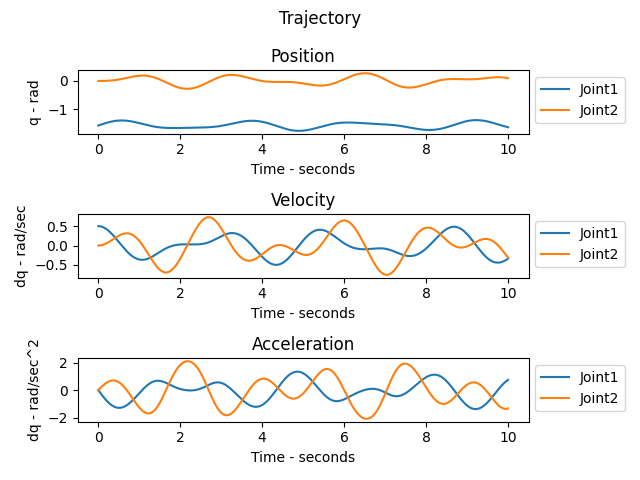 Trajectory
Position
q - rad
0
−1
0 2 4 6 8 10
Time - seconds
Joint1
Joint2
Velocity
dq - rad/sec
0.5
0.0
−0.5
0 2 4 6 8 10
Time - seconds
Joint1
Joint2
Acceleration
dq - rad/sec^2
2
0
−2
0 2 4 6 8 10
Time - seconds
Joint1
Joint2